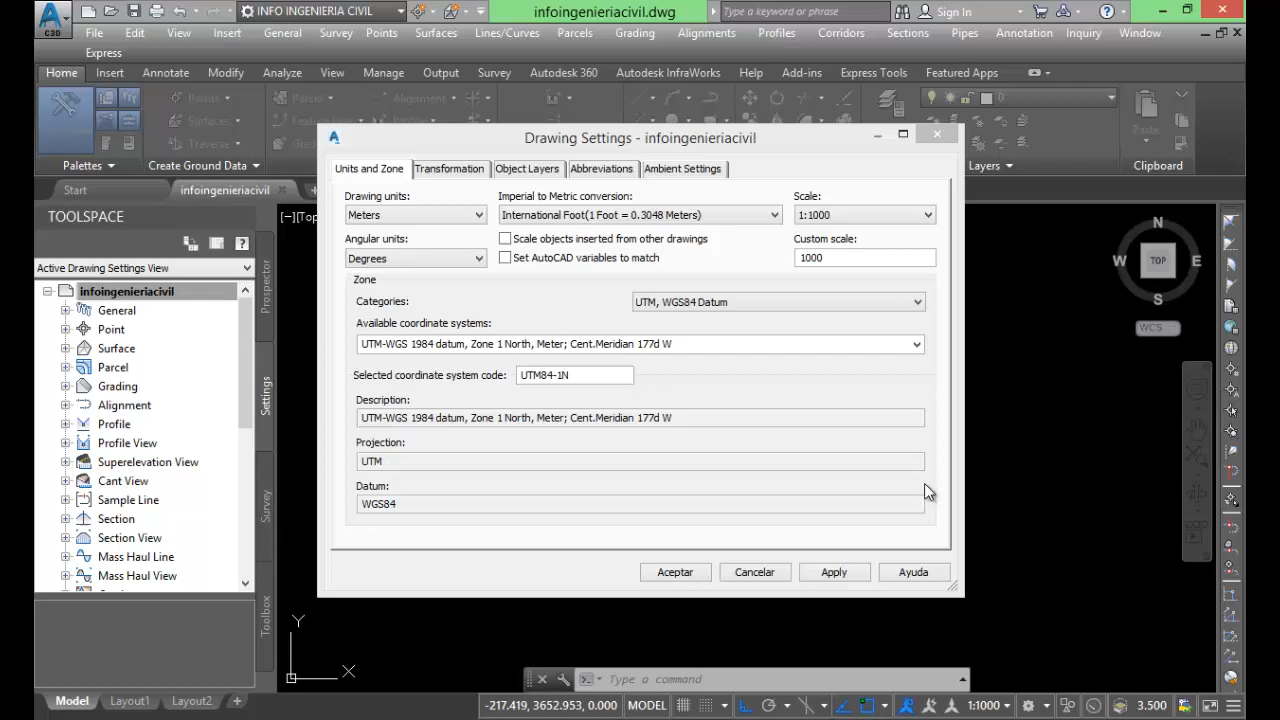 INFO INGENIERIA CIVIL
infoingenieriacivil.dwg
Type a keyword or phrase
Sign In
C3D
File Edit View Insert General Survey Points Surfaces Lines/Curves Parcels Grading Alignments Profiles Corridors Sections Pipes Annotation Inquiry Window
Express
Home Insert Annotate Modify Analyze View Manage Output Survey Autodesk 360 Autodesk InfraWorks Help Add-ins Express Tools Featured Apps
Points Parcel Alignment 0
Surfaces
Traverse Paste
Palettes Create Ground Data Layers Clipboard
Drawing Settings - infoingenieriacivil
Start infoingenieriacivil
Units and Zone Transformation Object Layers Abbreviations Ambient Settings
Drawing units: Imperial to Metric conversion: Scale:
Meters International Foot(1 Foot = 0.3048 Meters) 1:1000
Angular units: Scale objects inserted from other drawings Custom scale:
Degrees Set AutoCAD variables to match 1000
Zone
Categories: UTM, WGS84 Datum
Available coordinate systems:
UTM-WGS 1984 datum, Zone 1 North, Meter; Cent.Meridian 177d W
Selected coordinate system code: UTM84-1N
Description:
UTM-WGS 1984 datum, Zone 1 North, Meter; Cent.Meridian 177d W
Projection:
UTM
Datum:
WGS84
Aceptar Cancelar Apply Ayuda
TOOLSPACE
Active Drawing Settings View
infoingenieriacivil
General
Point
Surface
Parcel
Grading
Alignment
Profile
Profile View
Superelevation View
Cant View
Sample Line
Section
Section View
Mass Haul Line
Mass Haul View
Prospector
Settings
Survey
Toolbox
[−][Top
N
W TOP E
S
WCS
Y
X
Type a command
Model Layout1 Layout2 +
-217.419, 3652.953, 0.000 MODEL 1:1000 3.500